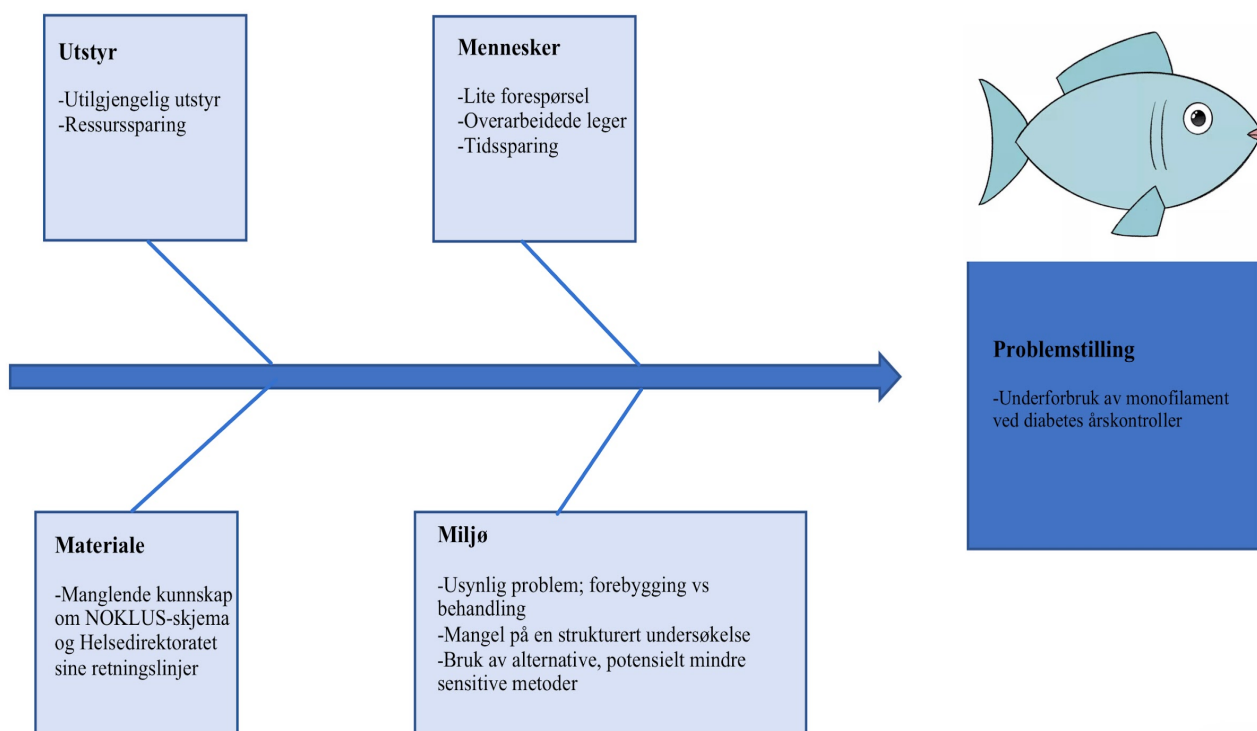 Utstyr
-Utilgjengelig utstyr
-Ressurssparing
Mennesker
-Lite forespørsel
-Overarbeidede leger
-Tidssparing
Problemstilling
-Underforbruk av monofilament
ved diabetes årskontroller
Materiale
-Manglende kunnskap
om NOKLUS-skjema
og Helsedirektoratet
sine retningslinjer
Miljø
-Usynlig problem; forebygging vs
behandling
-Mangel på en strukturert undersøkelse
-Bruk av alternative, potensielt mindre
sensitive metoder